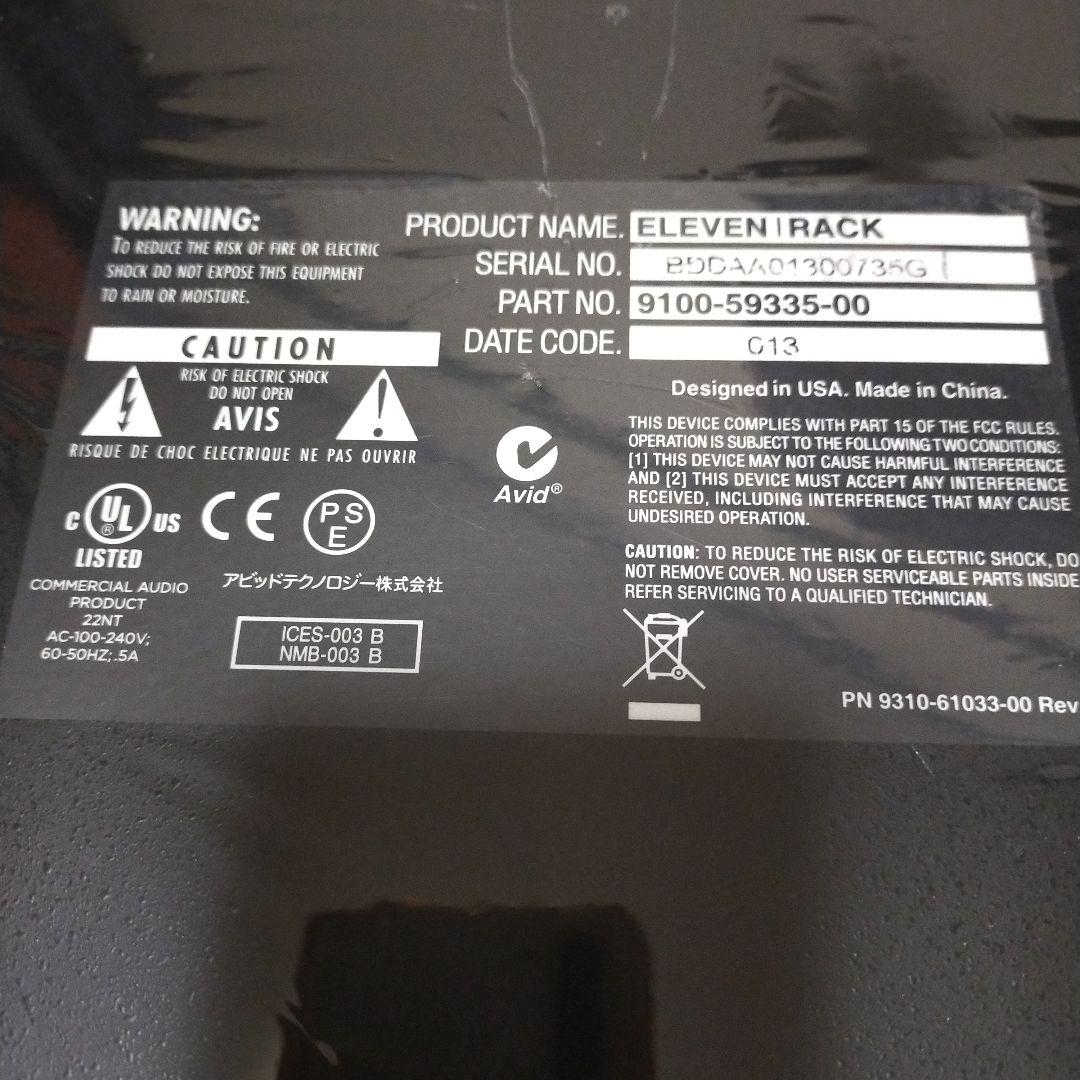 WARNING:
TO REDUCE THE RISK OF FIRE OR ELECTRIC
SHOCK DO NOT EXPOSE THIS EQUIPMENT
TO RAIN OR MOISTURE.
CAUTION
RISK OF ELECTRIC SHOCK
DO NOT OPEN
AVIS
RISQUE DE CHOC ELECTRIQUE NE PAS OUVRIR
C UL ® US
LISTED
COMMERCIAL AUDIO
PRODUCT
22NT
AC-100-240V;
60-50HZ;.5A
CE
PSE
アビッドテクノロジー株式会社
ICES-003 B
NMB-003 B
PRODUCT NAME. ELEVEN|RACK
SERIAL NO. BDDAA01300735G
PART NO. 9100-59335-00
DATE CODE. 013
Designed in USA. Made in China.
Avid®
THIS DEVICE COMPLIES WITH PART 15 OF THE FCC RULES.
OPERATION IS SUBJECT TO THE FOLLOWING TWO CONDITIONS:
[1] THIS DEVICE MAY NOT CAUSE HARMFUL INTERFERENCE
AND [2] THIS DEVICE MUST ACCEPT ANY INTERFERENCE
RECEIVED, INCLUDING INTERFERENCE THAT MAY CAUSE
UNDESIRED OPERATION.
CAUTION: TO REDUCE THE RISK OF ELECTRIC SHOCK, DO
NOT REMOVE COVER. NO USER SERVICEABLE PARTS INSIDE
REFER SERVICING TO A QUALIFIED TECHNICIAN.
PN 9310-61033-00 Rev